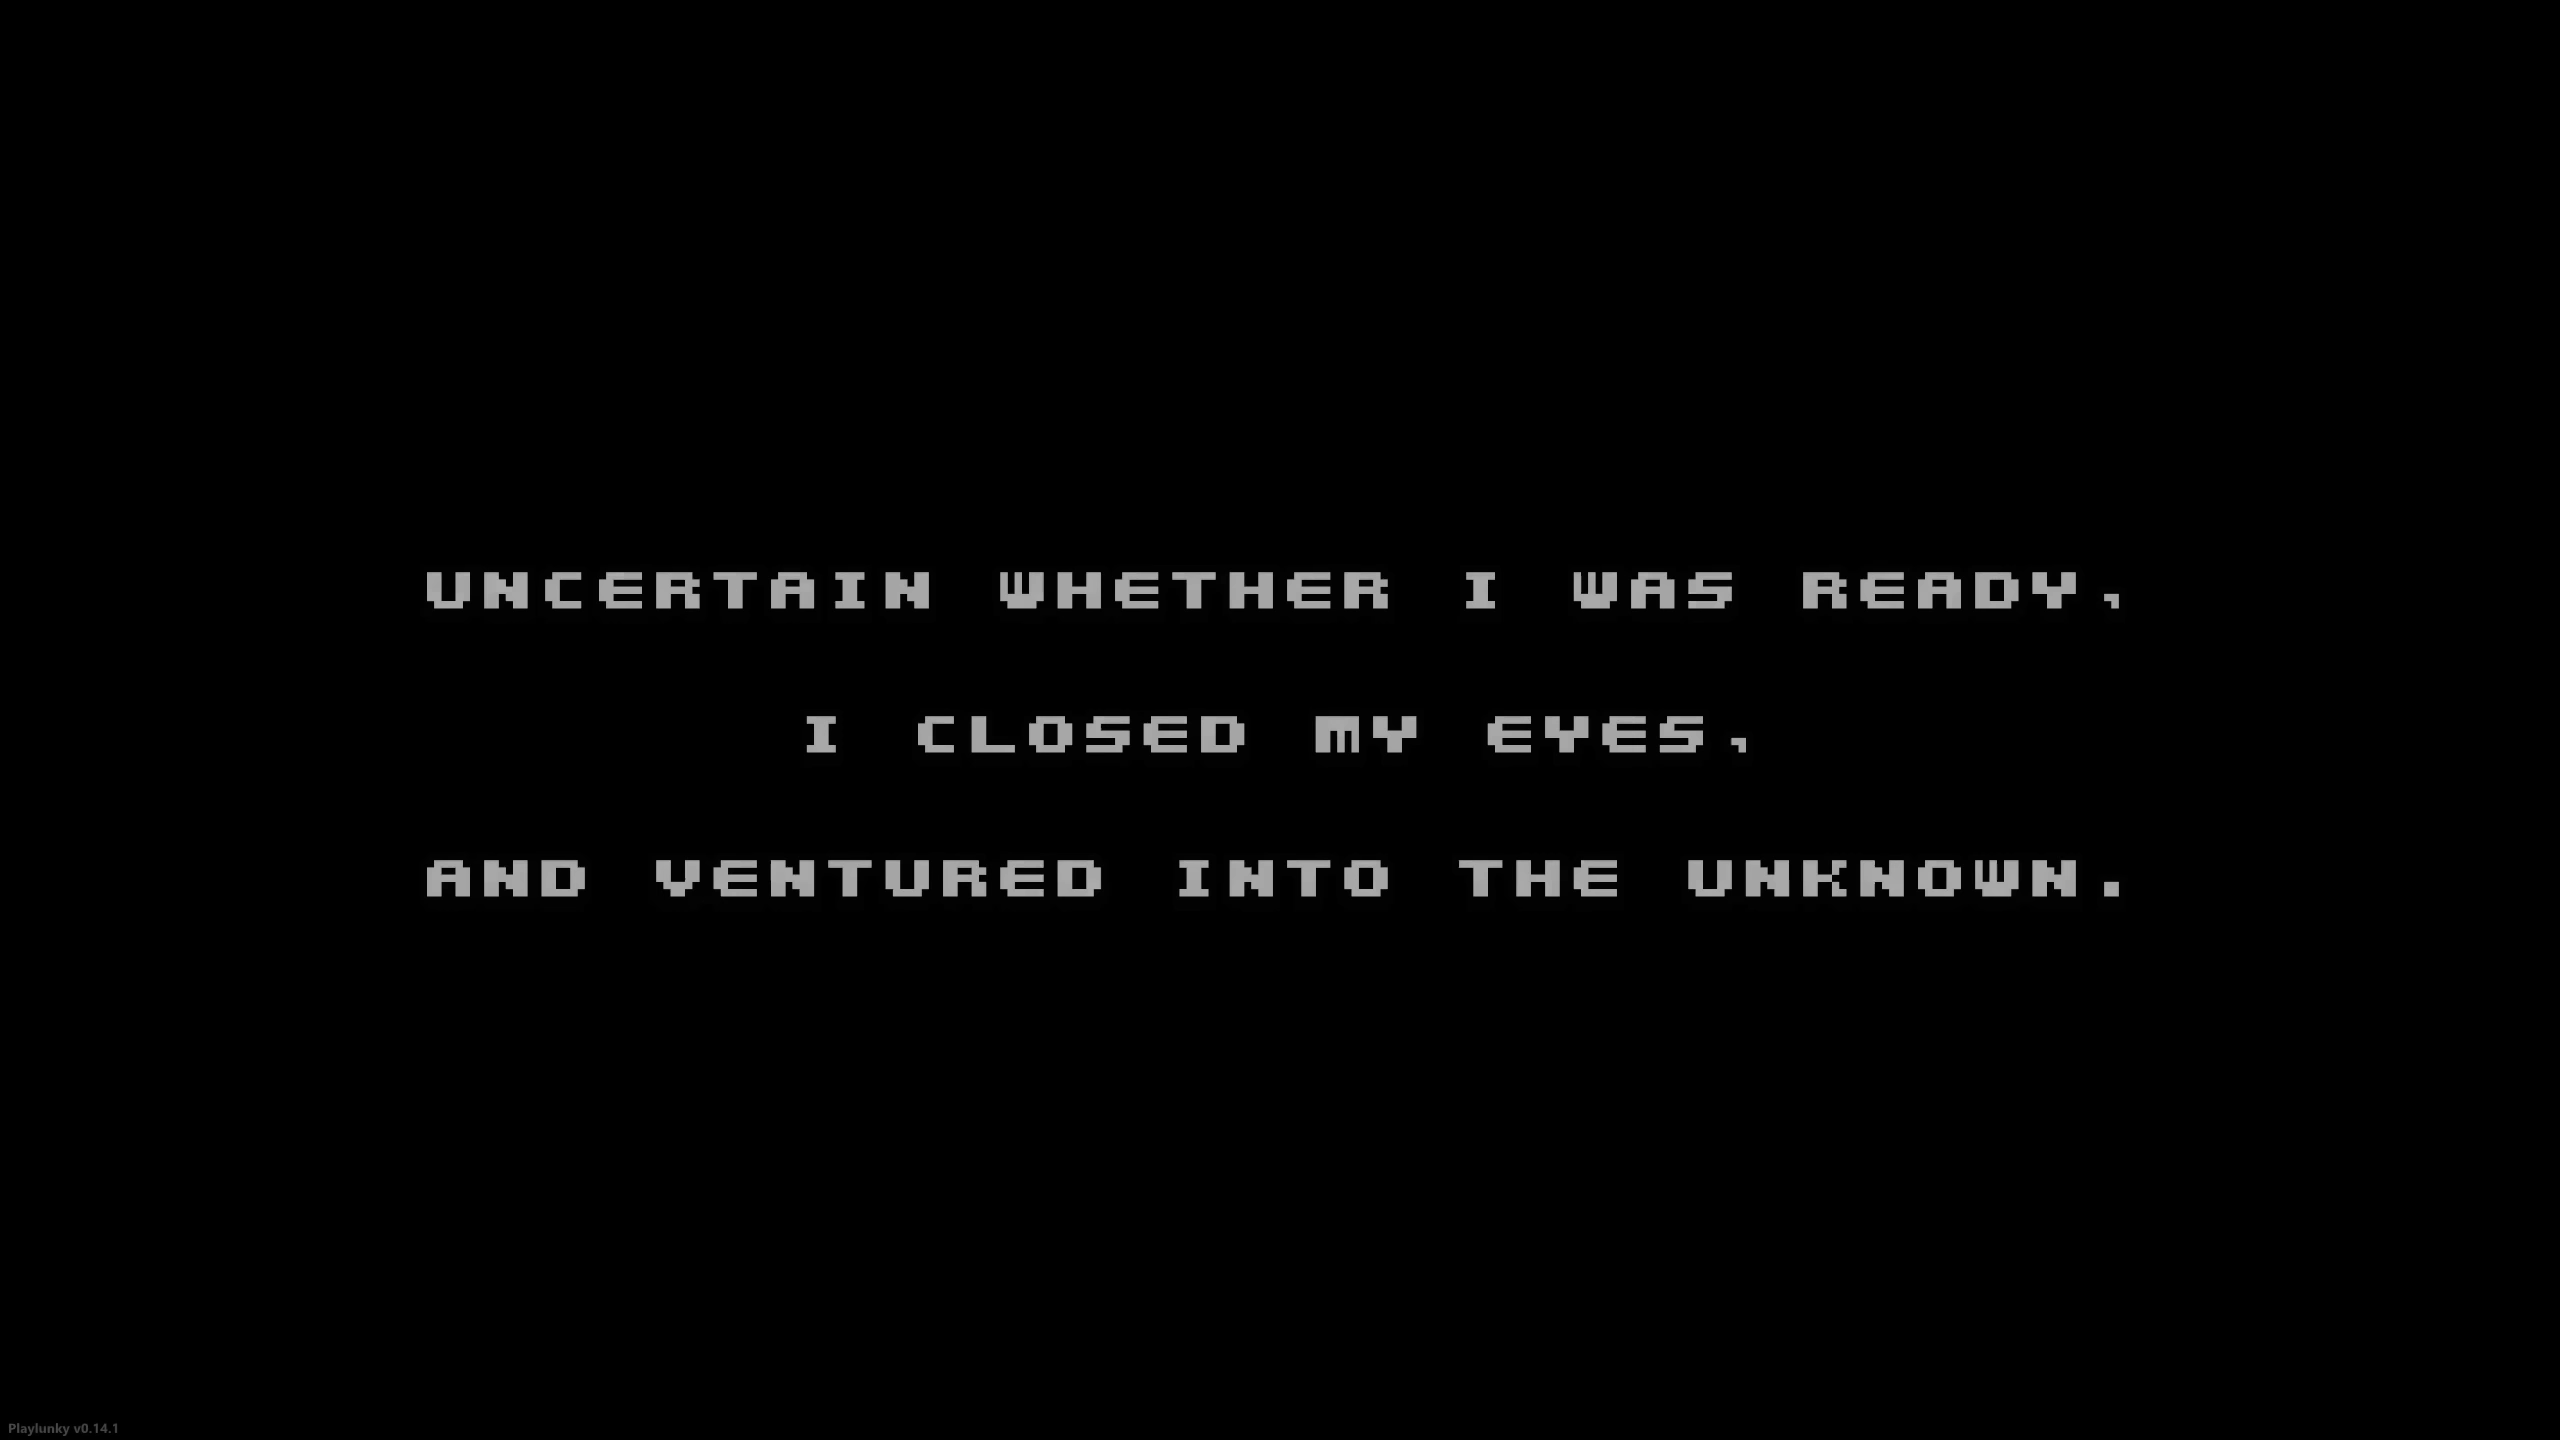 UNCERTAIN WHETHER I WAS READY,
I CLOSED MY EYES,
AND VENTURED INTO THE UNKNOWN.
Playlunky v0.14.1